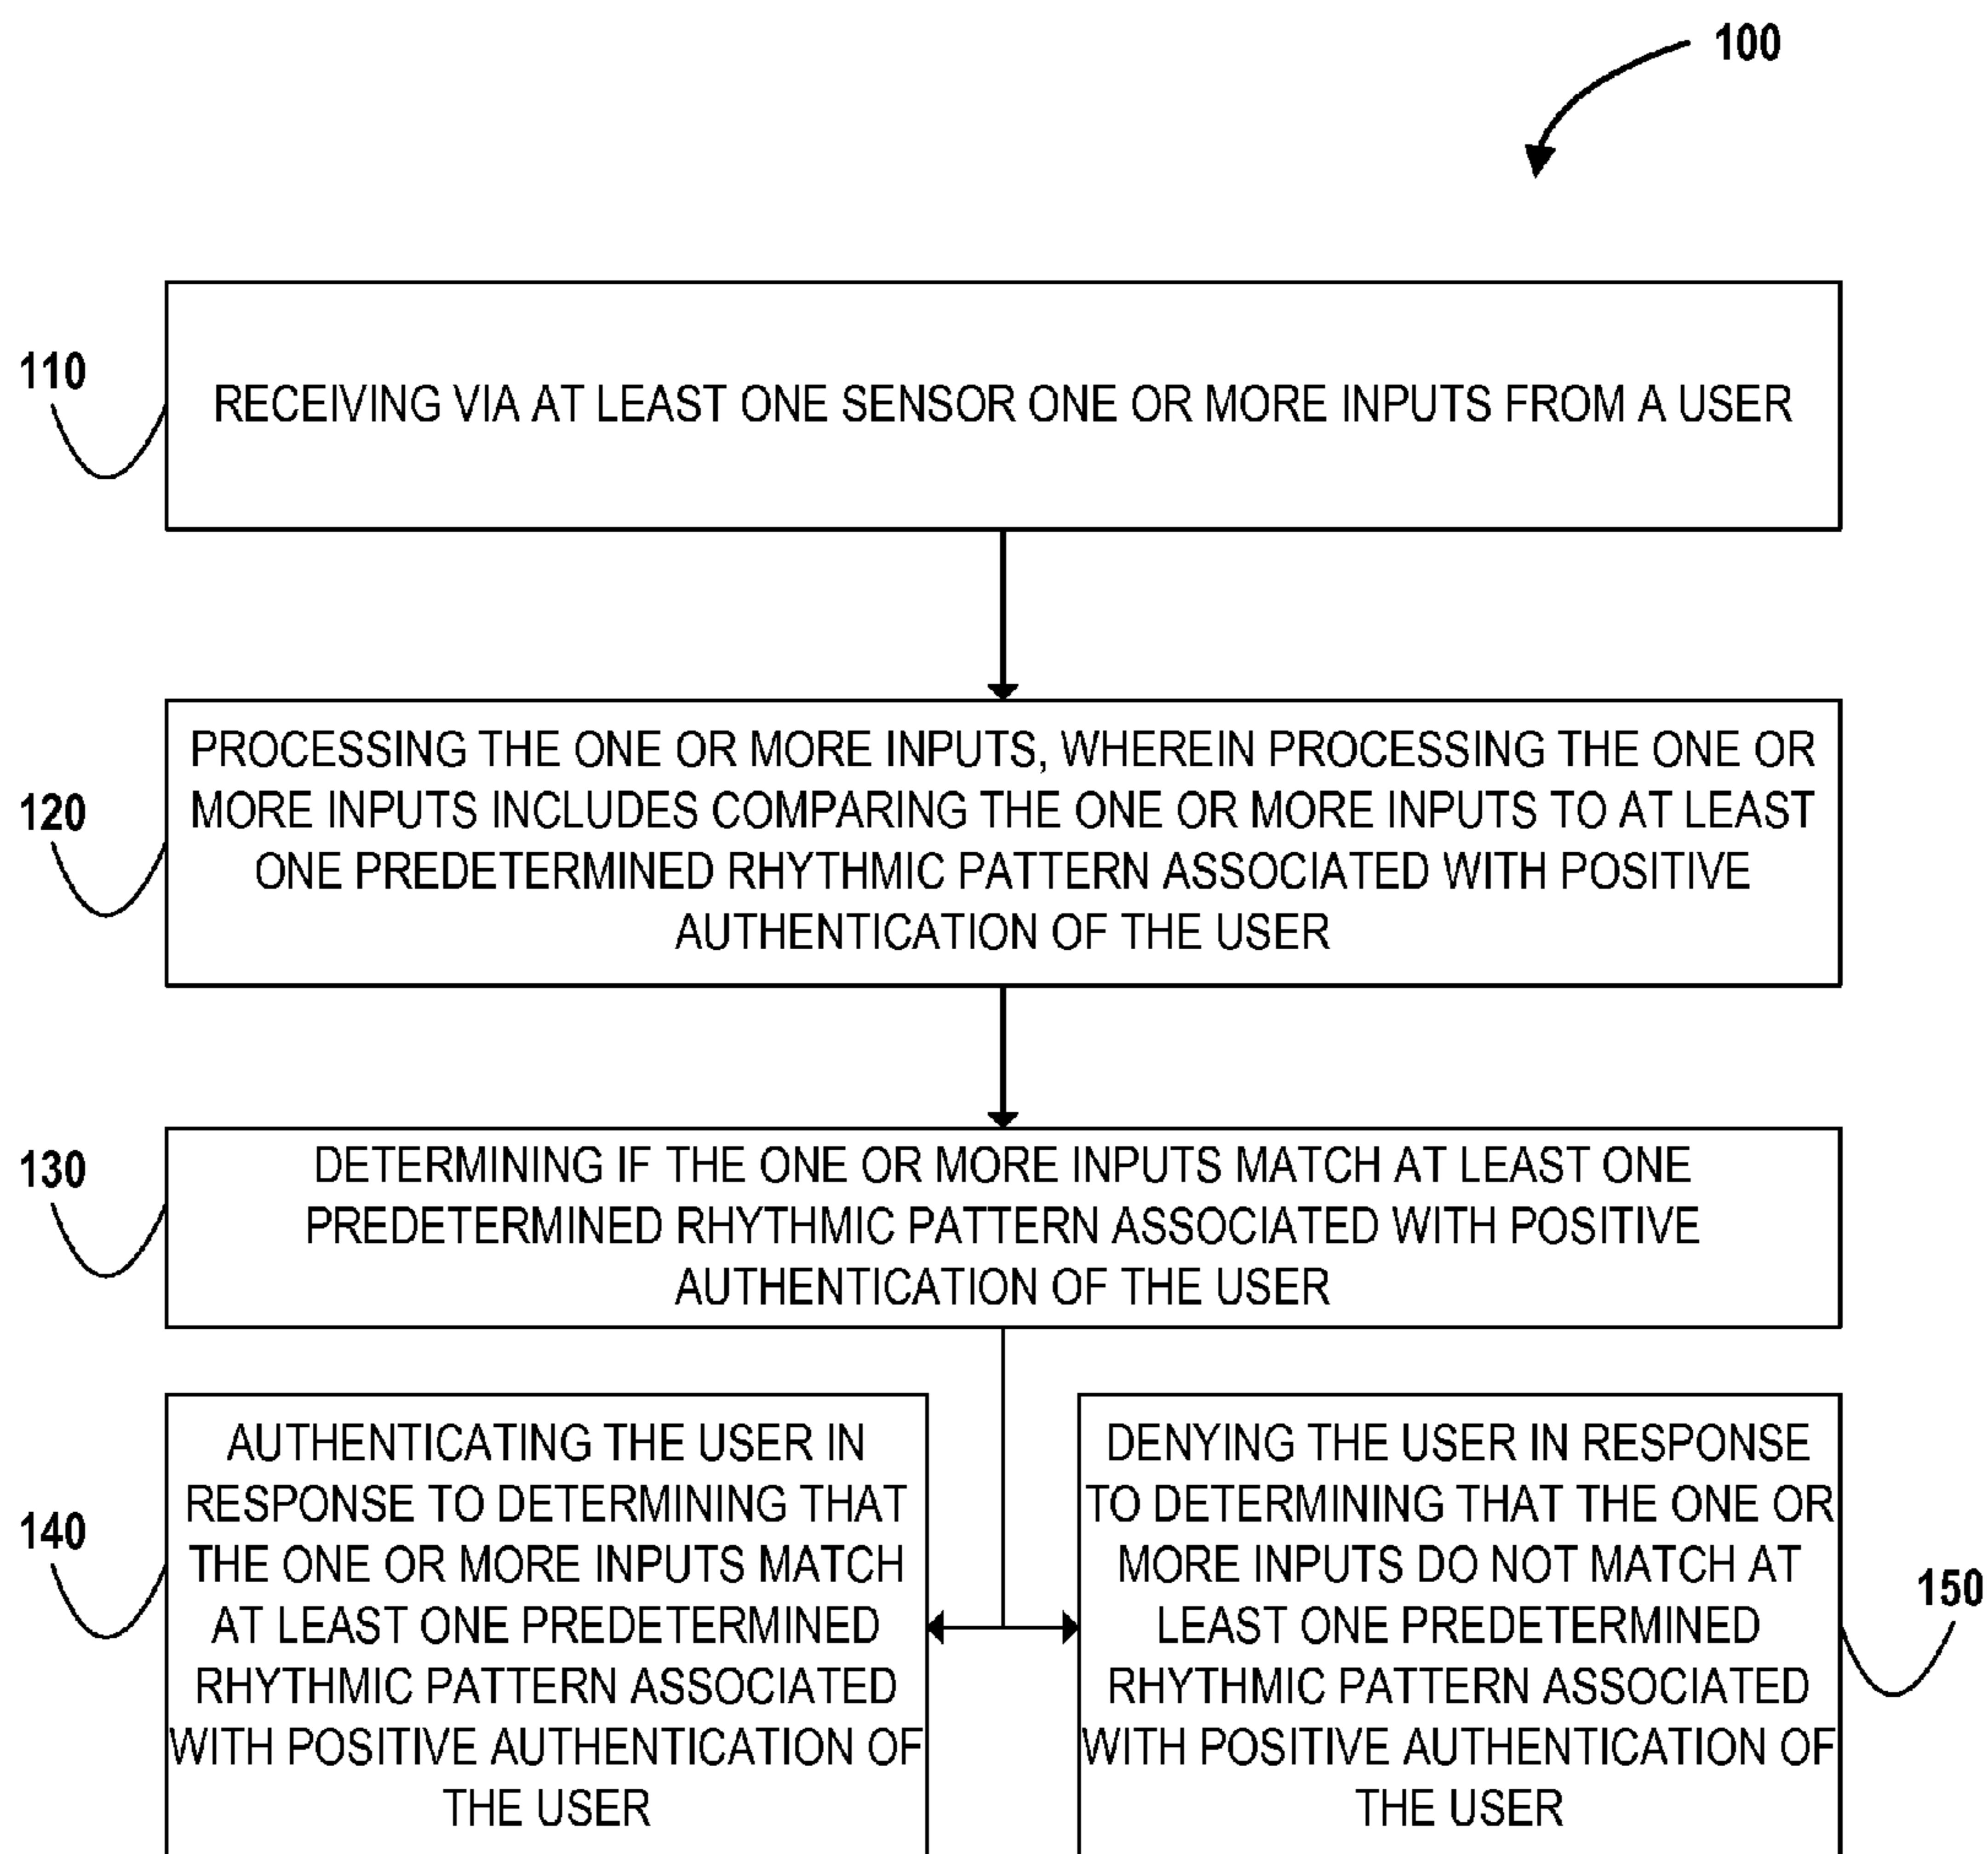 100
110
RECEIVING VIA AT LEAST ONE SENSOR ONE OR MORE INPUTS FROM A USER
120
PROCESSING THE ONE OR MORE INPUTS, WHEREIN PROCESSING THE ONE OR
MORE INPUTS INCLUDES COMPARING THE ONE OR MORE INPUTS TO AT LEAST
ONE PREDETERMINED RHYTHMIC PATTERN ASSOCIATED WITH POSITIVE
AUTHENTICATION OF THE USER
130
DETERMINING IF THE ONE OR MORE INPUTS MATCH AT LEAST ONE
PREDETERMINED RHYTHMIC PATTERN ASSOCIATED WITH POSITIVE
AUTHENTICATION OF THE USER
140
AUTHENTICATING THE USER IN
RESPONSE TO DETERMINING THAT
THE ONE OR MORE INPUTS MATCH
AT LEAST ONE PREDETERMINED
RHYTHMIC PATTERN ASSOCIATED
WITH POSITIVE AUTHENTICATION OF
THE USER
DENYING THE USER IN RESPONSE
TO DETERMINING THAT THE ONE OR
MORE INPUTS DO NOT MATCH AT
LEAST ONE PREDETERMINED
RHYTHMIC PATTERN ASSOCIATED
WITH POSITIVE AUTHENTICATION OF
THE USER
150